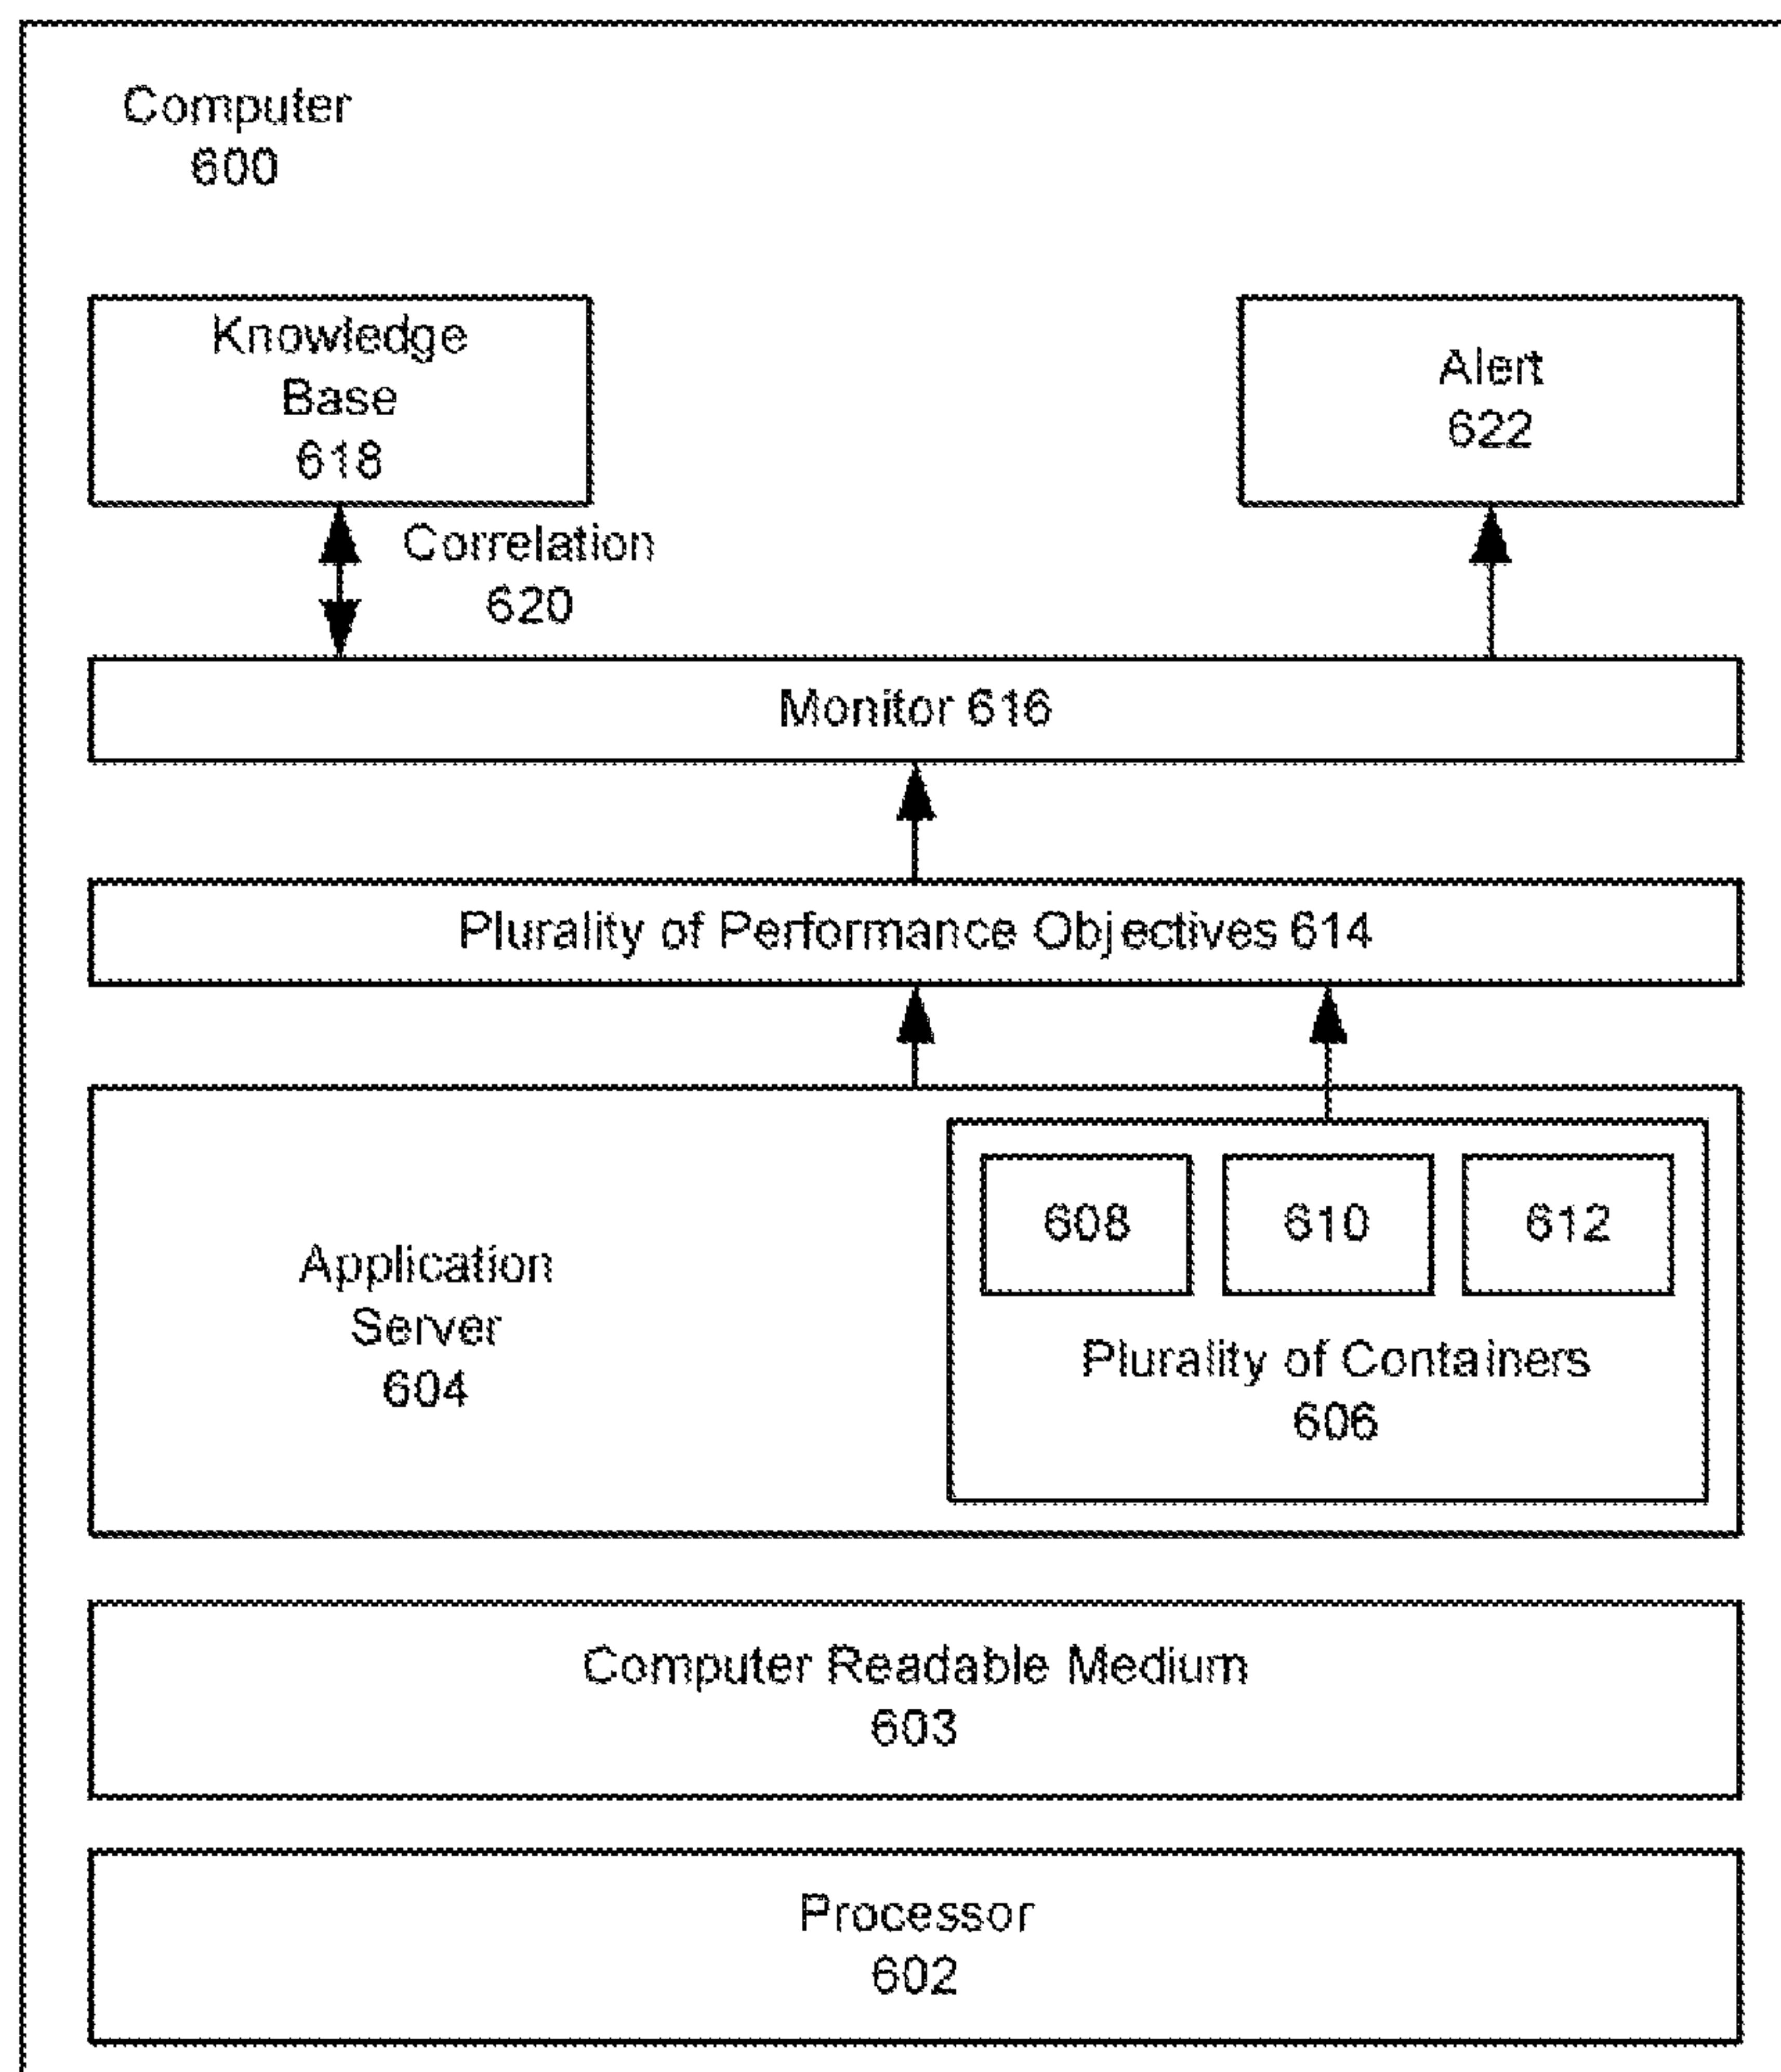 Computer
600
Knowledge
Base
618
Alert
622
Correlation
620
Monitor 616
Plurality of Performance Objectives 614
608
610
612
Application
Server
604
Plurality of Containers
606
Computer Readable Medium
603
Processor
602